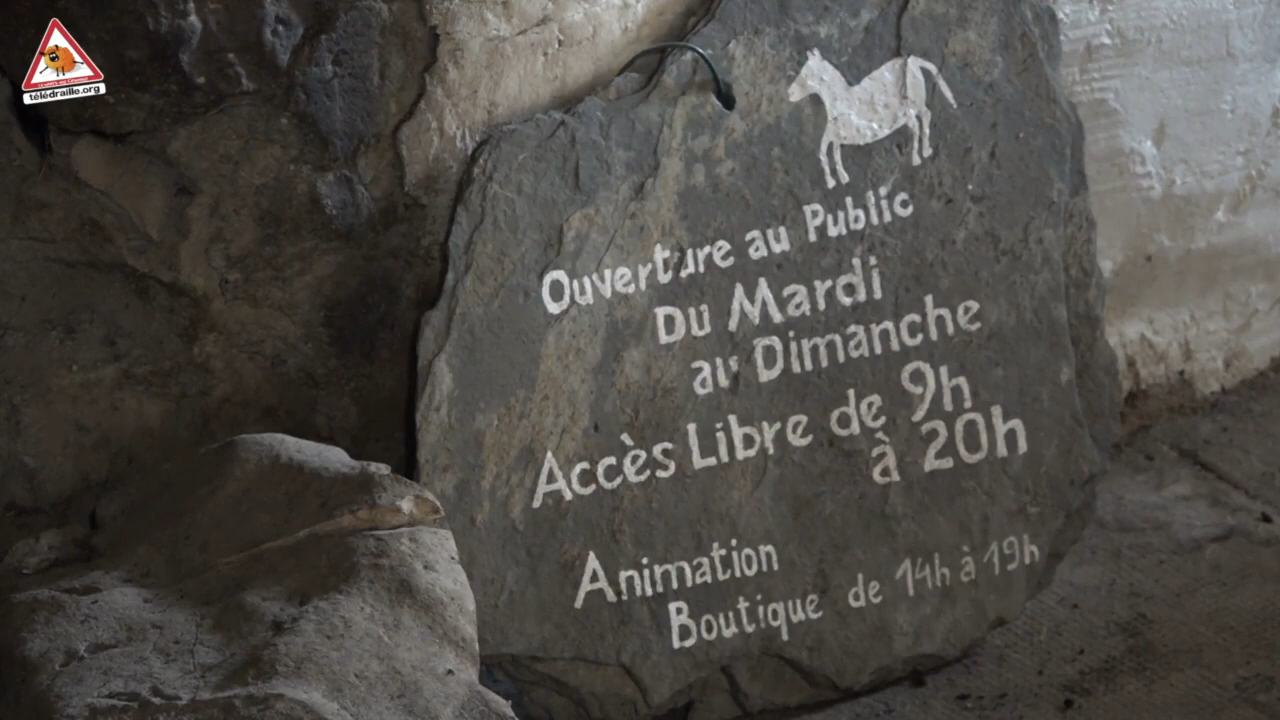 télédraille.org
Ouverture au Public
Du Mardi
au Dimanche
Accès Libre de 9h
à 20h
Animation
Boutique de 14h à 19h